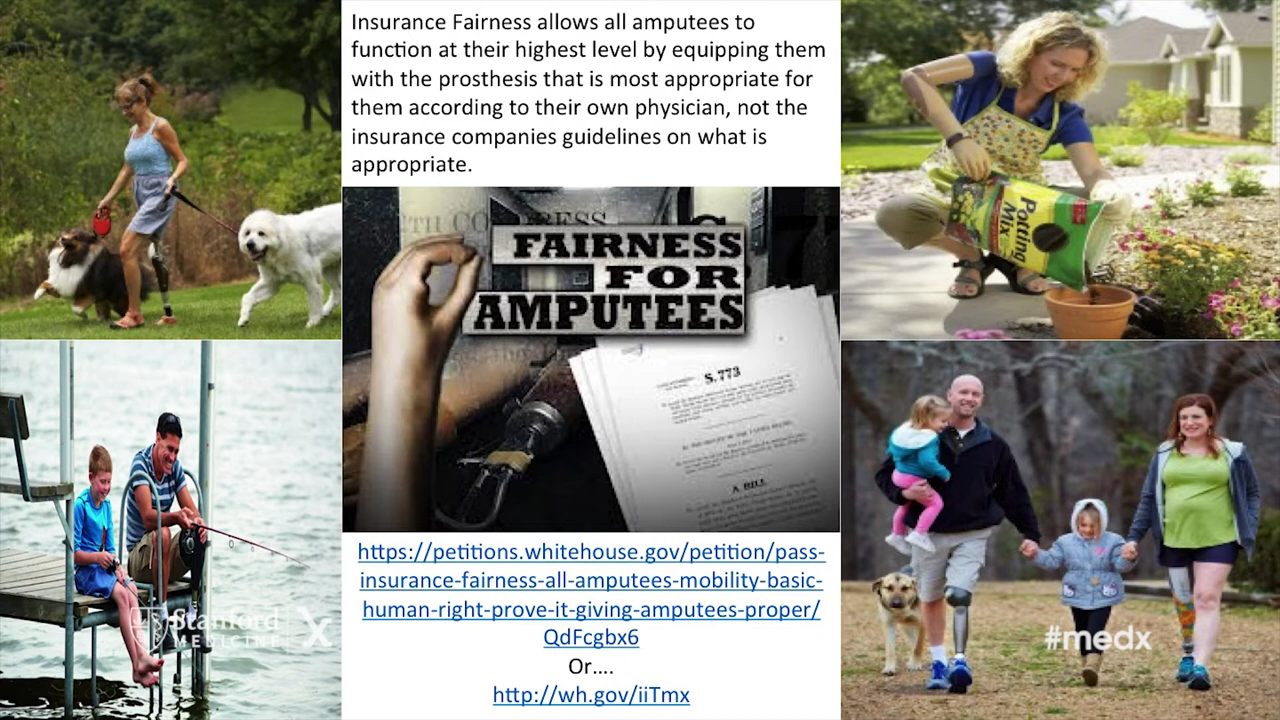 Insurance Fairness allows all amputees to
function at their highest level by equipping them
with the prosthesis that is most appropriate for
them according to their own physician, not the
insurance companies guidelines on what is
appropriate.
CONGRESS
FAIRNESS
FOR
AMPUTEES
S. 773
A BILL
Potting
Mix
https://petitions.whitehouse.gov/petition/pass-
insurance-fairness-all-amputees-mobility-basic-
human-right-prove-it-giving-amputees-proper/
QdFcgbx6
Or....
http://wh.gov/iiTmx
Stanford
MEDICINE X
#medx